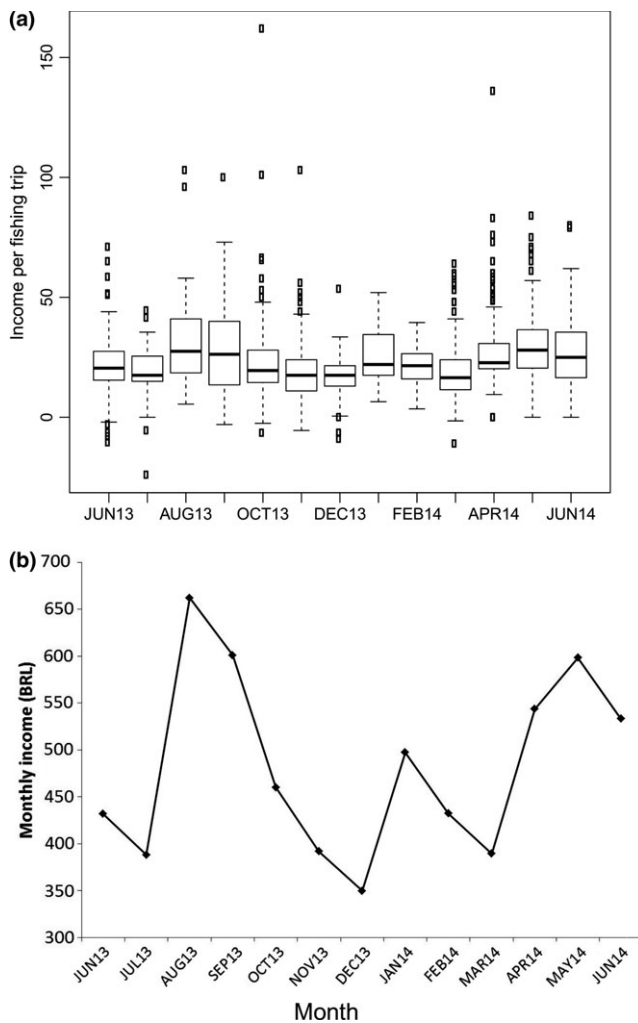 (a)
Income per fishing trip
150
100
50
0
JUN13 AUG13 OCT13 DEC13 FEB14 APR14 JUN14
(b)
Monthly income (BRL)
700
650
600
550
500
450
400
350
300
JUN13 JUL13 AUG13 SEP13 OCT13 NOV13 DEC13 JAN14 FEB14 MAR14 APR14 MAY14 JUN14
Month